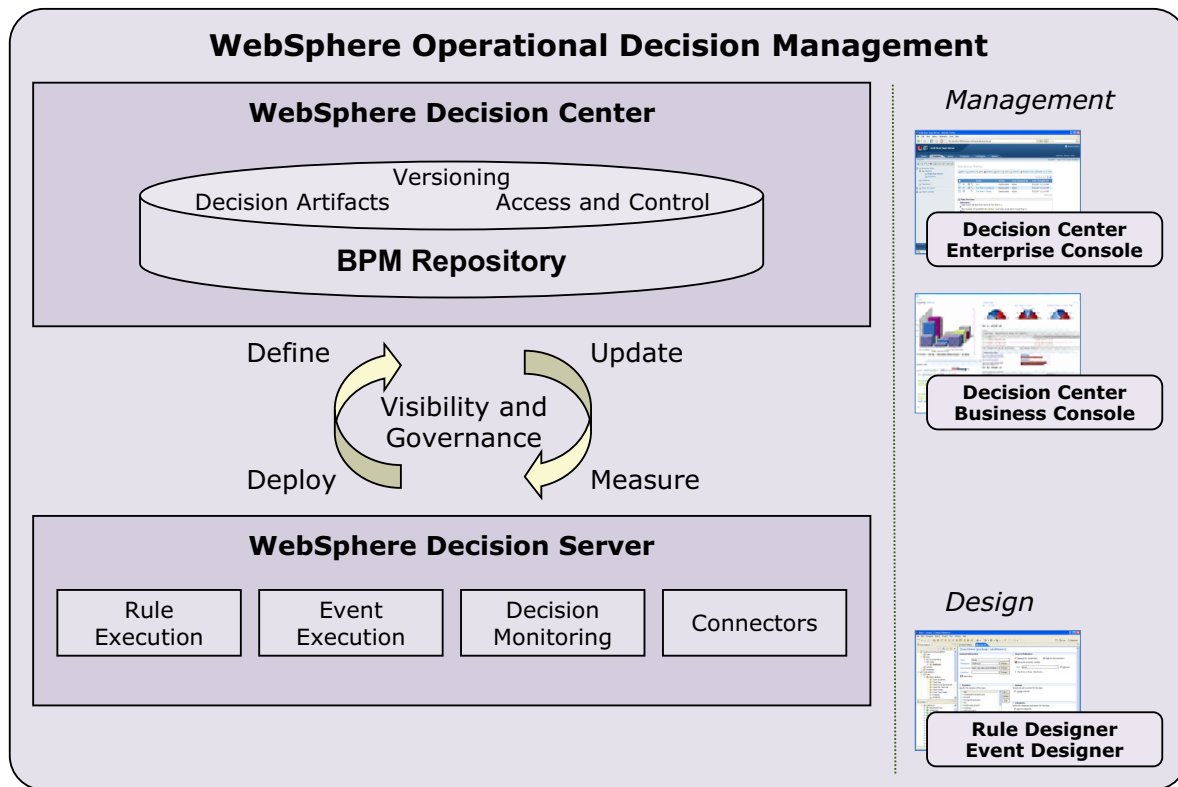 WebSphere Operational Decision Management
WebSphere Decision Center
Versioning
Decision Artifacts
Access and Control
BPM Repository
Define
Update
Visibility and
Governance
Deploy
Measure
WebSphere Decision Server
Rule
Execution
Event
Execution
Decision
Monitoring
Connectors
Management
Decision Center
Enterprise Console
Decision Center
Business Console
Design
Rule Designer
Event Designer